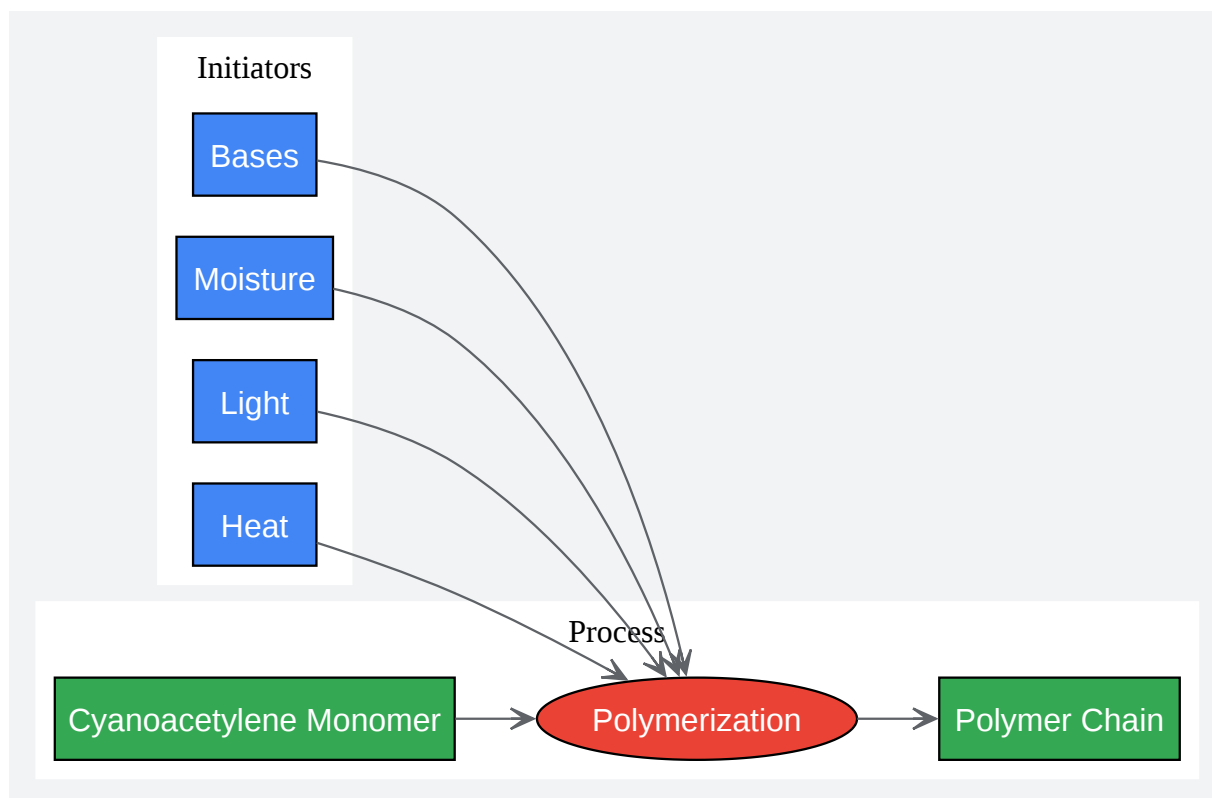 Initiators
Bases
Moisture
Light
Heat
Process
Cyanoacetylene Monomer
Polymerization
Polymer Chain